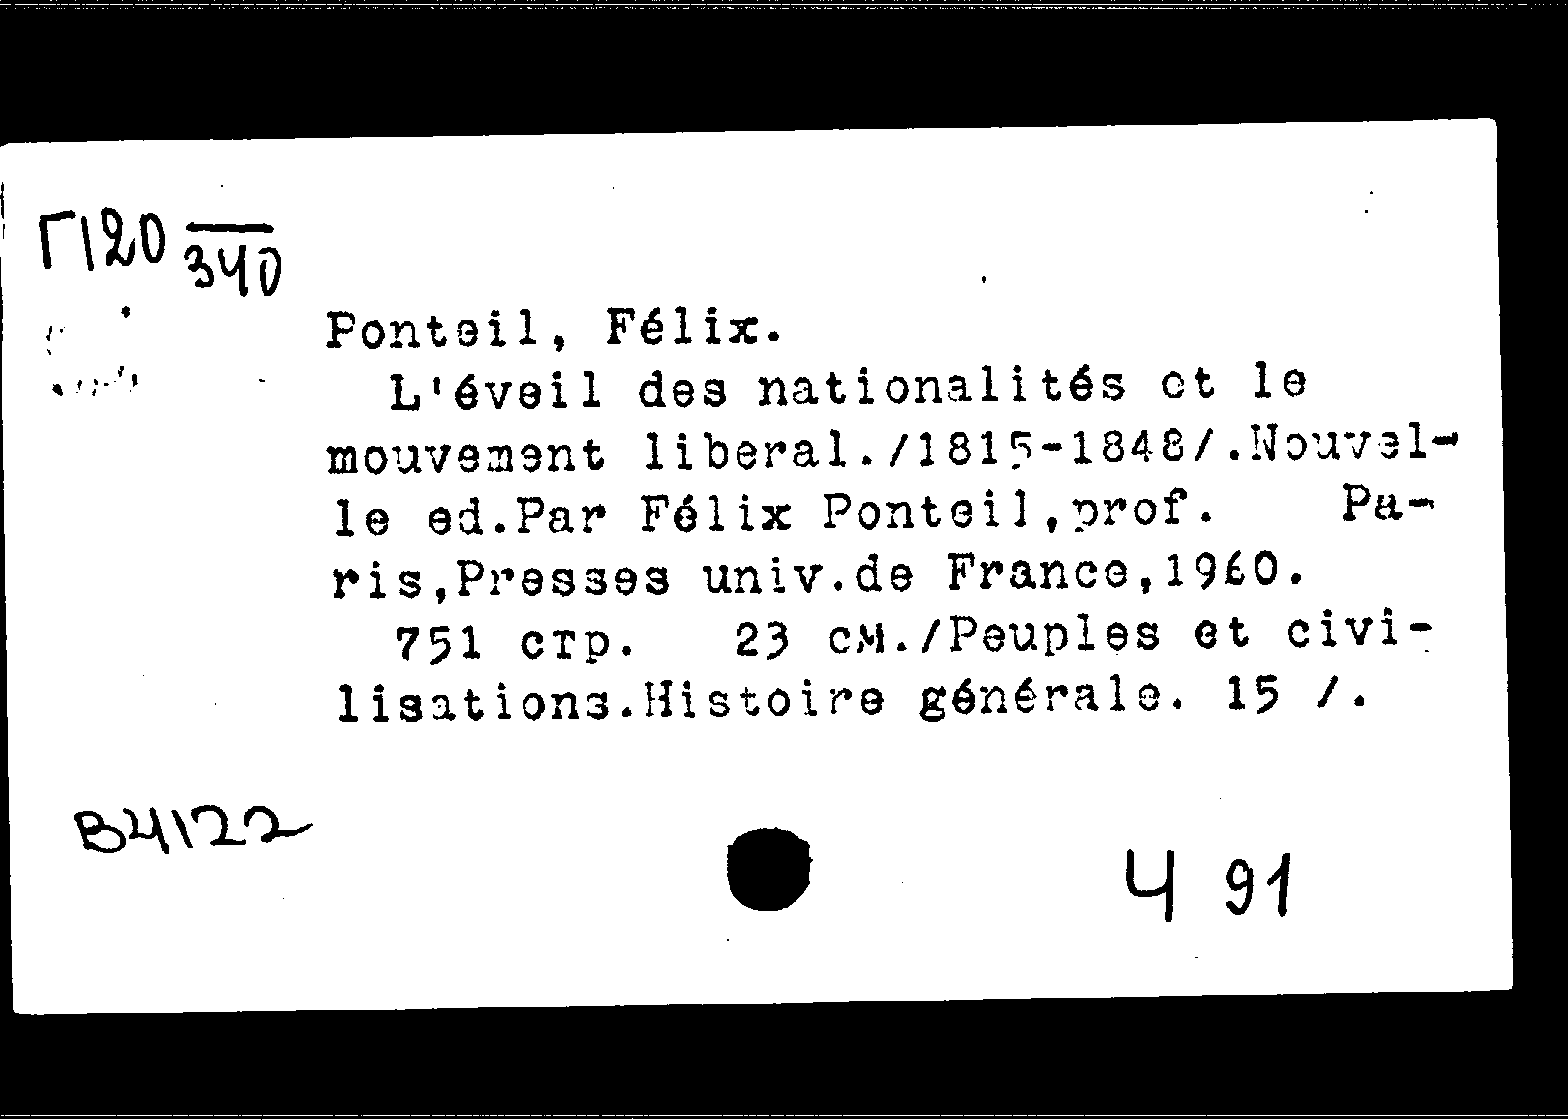 Г120 340
Ponteil, Félix.
L'éveil des nationalités et le
mouvement liberal./1815-1848/.Nouvel-
le ed.Par Félix Ponteil,prof. Pa-
ris,Presses univ.de France,1960.
751 стр. 23 см./Peuples et civi-
lisations.Histoire générale. 15 /.
В4122
Ч 91